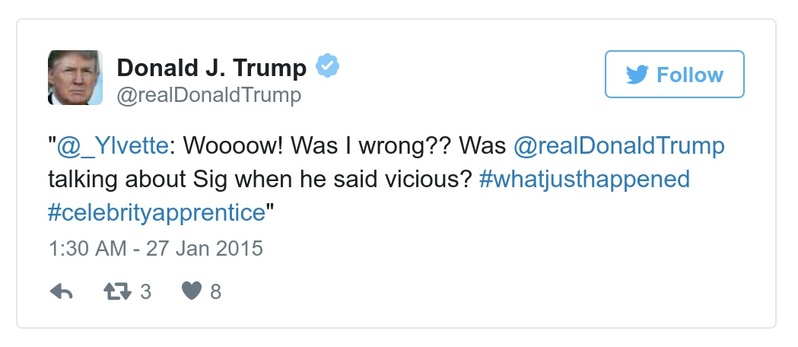 Donald J. Trump
@realDonaldTrump
Follow
"@_Ylvette: Woooow! Was I wrong?? Was @realDonaldTrump
talking about Sig when he said vicious? #whatjusthappened
#celebrityapprentice"
1:30 AM - 27 Jan 2015
3 8